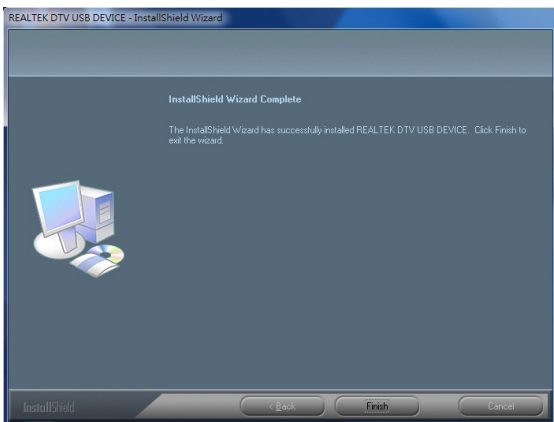 REALTEK DTV USB DEVICE - InstallShield Wizard
InstallShield Wizard Complete
The InstallShield Wizard has successfully installed REALTEK DTV USB DEVICE. Click Finish to
exit the wizard.
InstallShield
< Back
Finish
Cancel